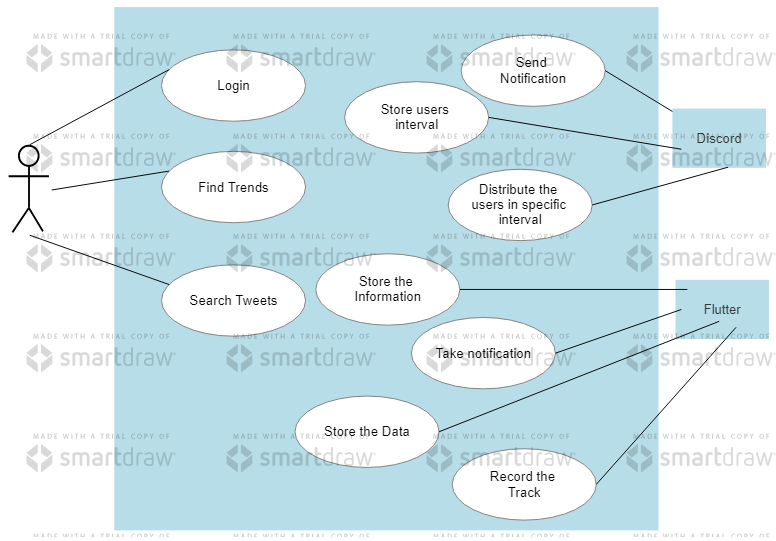 Login
Find Trends
Search Tweets
Send
Notification
Store users
interval
Distribute the
users in specific
interval
Store the
Information
Take notification
Store the Data
Record the
Track
Discord
Flutter
MADE WITH A TRIAL COPY OF
smartdraw